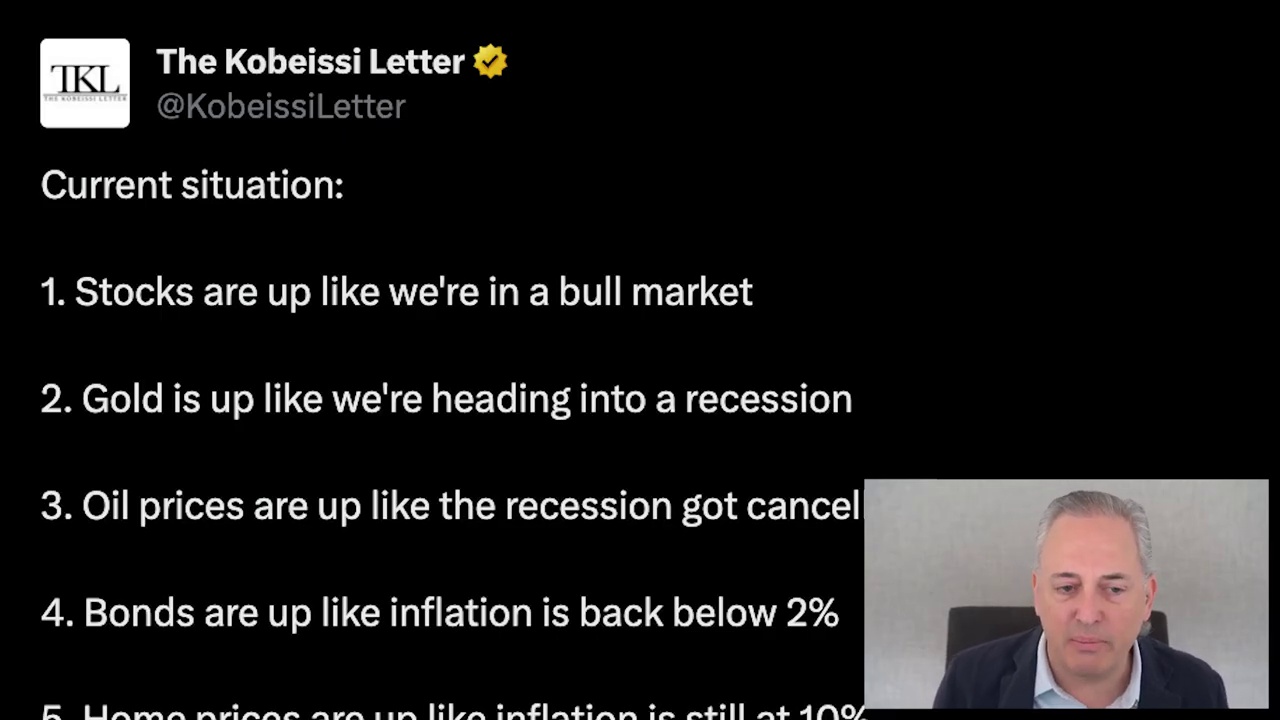 TKL
THE KOBEISSI LETTER
The Kobeissi Letter
@KobeissiLetter
Current situation:
1. Stocks are up like we're in a bull market
2. Gold is up like we're heading into a recession
3. Oil prices are up like the recession got cancel
4. Bonds are up like inflation is back below 2%
5. Home prices are up like inflation is still at 10%